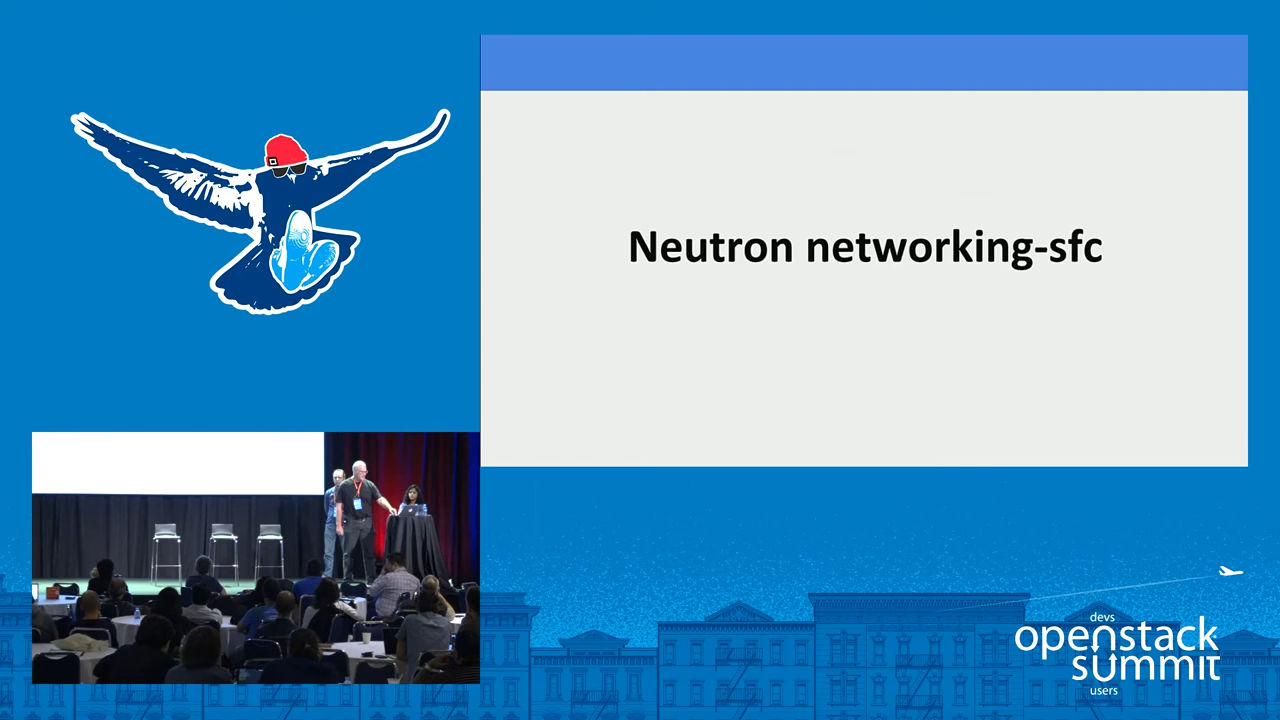 Neutron networking-sfc
devs
openstack
summit
users